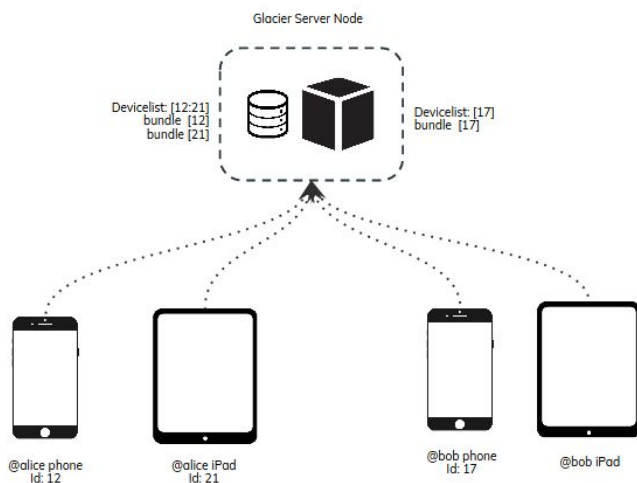 Glacier Server Node
Devicelist: [12:21]
bundle  [12]
bundle [21]
Devicelist: [17]
bundle  [17]
@alice phone
Id: 12
@alice iPad
Id: 21
@bob phone
Id: 17
@bob iPad